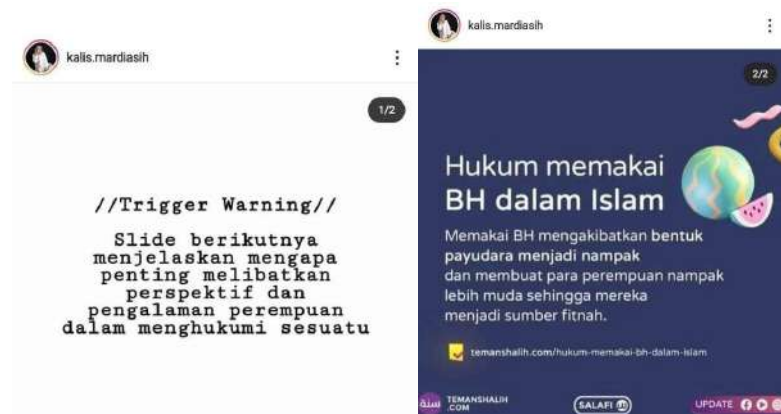 kalis.mardiasih
1/2
//Trigger Warning//
Slide berikutnya
menjelaskan mengapa
penting melibatkan
perspektif dan
pengalaman perempuan
dalam menghukumi sesuatu
kalis.mardiasih
2/2
Hukum memakai
BH dalam Islam
Memakai BH mengakibatkan bentuk
payudara menjadi nampak
dan membuat para perempuan nampak
lebih muda sehingga mereka
menjadi sumber fitnah.
temanshalih.com/hukum-memakai-bh-dalam-islam
TEMANSHALIH
.COM
SALAFI
UPDATE